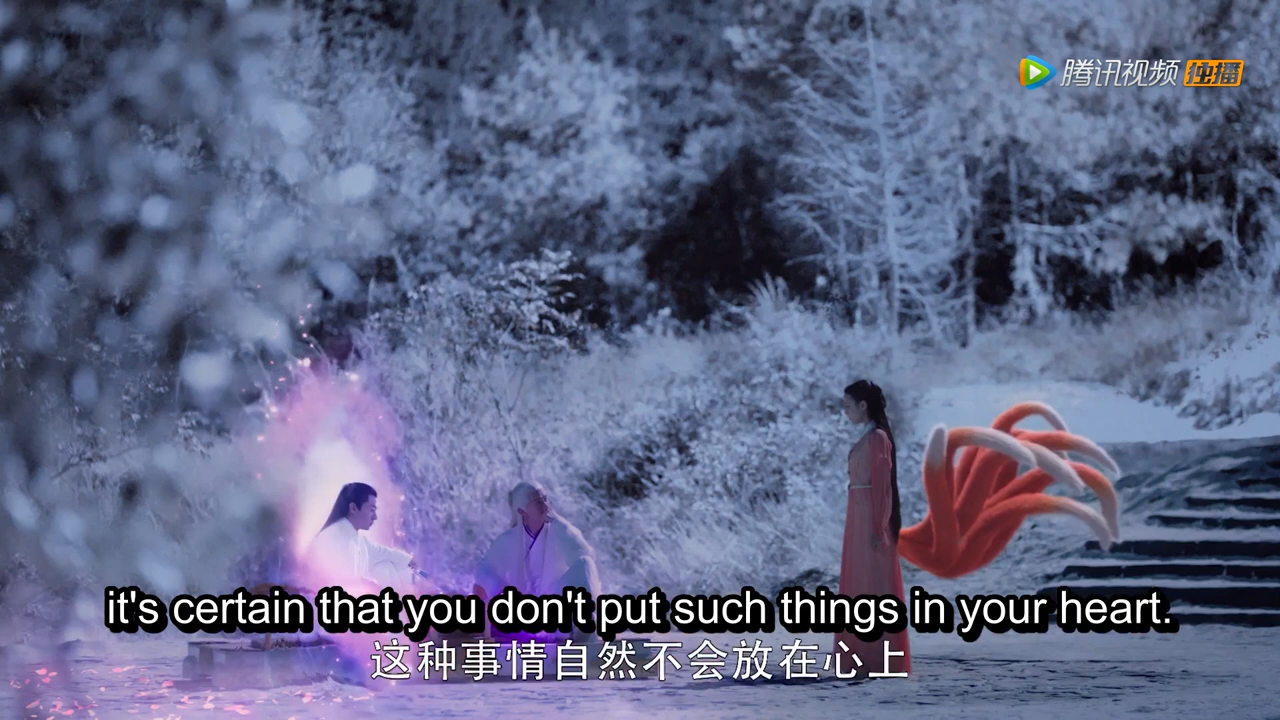 腾讯视频 独播
it's certain that you don't put such things in your heart.
这种事情自然不会放在心上